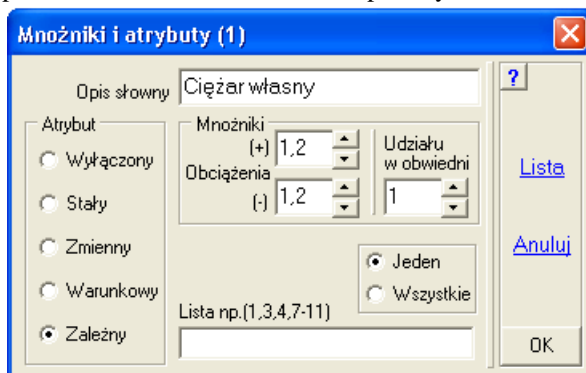 Mnożniki i atrybuty (1)
Opis słowny Ciężar własny
?
Atrybut
Wyłączony
Stały
Zmienny
Warunkowy
Zależny
Mnożniki
(+) 1,2
Obciążenia
(-) 1,2
Udziału
w obwiedni
1
Jeden
Wszystkie
Lista np.(1,3,4,7-11)
Lista
Anuluj
OK